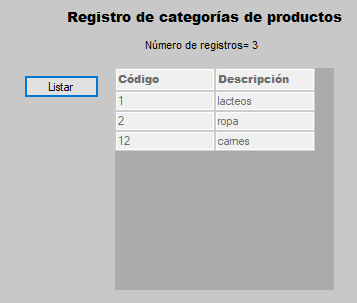 Registro de categorías de productos
Número de registros= 3
Listar
Código Descripción
1 lacteos
2 ropa
12 carnes